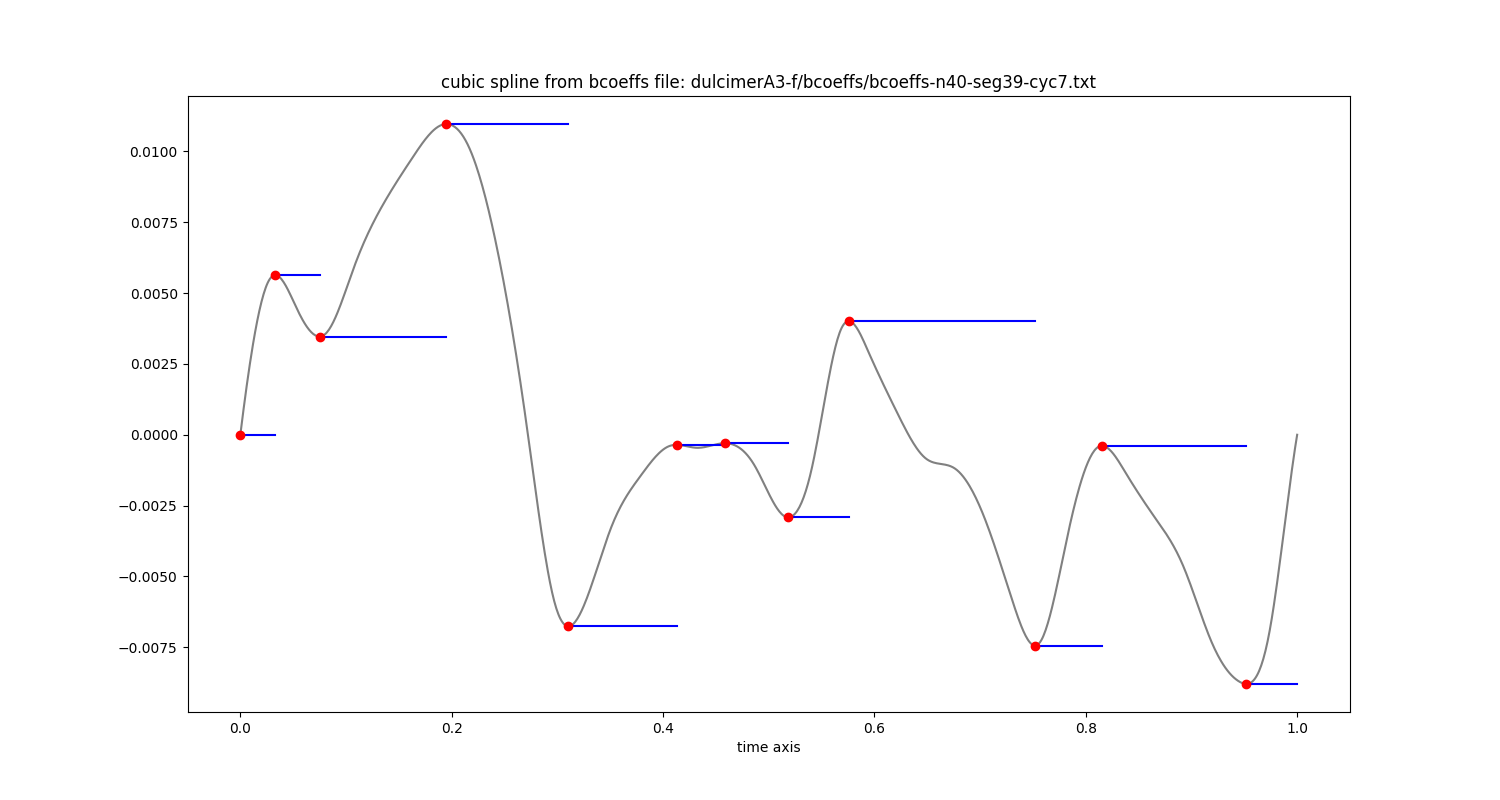 cubic spline from bcoeffs file: dulcimerA3-f/bcoeffs/bcoeffs-n40-seg39-cyc7.txt
0.0100
0.0075
0.0050
0.0025
0.0000
−0.0025
−0.0050
−0.0075
0.0 0.2 0.4 0.6 0.8 1.0
time axis